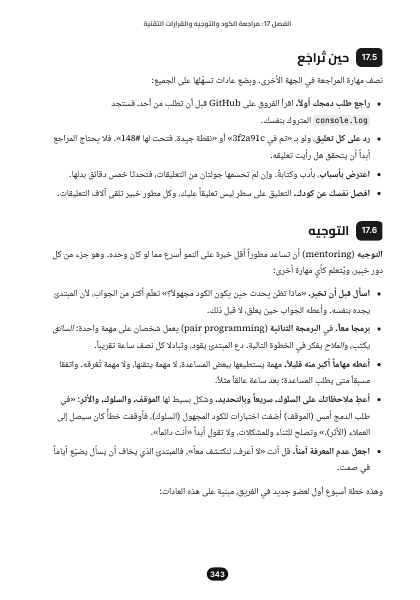 الفصل 17: مراجعة الكود والتوجيه والقرارات التقنية
17.5 حين تُراجَع
نصف مهارة المراجعة في الجهة الأخرى. وبضع عادات تسهّلها على الجميع:
• راجع طلب دمجك أولاً. اقرأ الفروق على GitHub قبل أن تطلب من أحد، فستجد
console.log المتروك بنفسك.
• رد على كل تعليق، ولو بـ «تم في 3f2a91c» أو «نقطة جيدة، فتحت لها #148». فلا يحتاج المراجع
أبداً أن يتحقق هل رأيت تعليقه.
• اعترض بأسباب، بأدب وكتابةً. وإن لم تحسمها جولتان من التعليقات، فتحدثا خمس دقائق بدلها.
• افصل نفسك عن كودك. التعليق على سطر ليس تعليقاً عليك، وكل مطور خبير تلقى آلاف التعليقات.
17.6 التوجيه
التوجيه (mentoring) أن تساعد مطوراً أقل خبرة على النمو أسرع مما لو كان وحده. وهو جزء من كل
دور خبير، ويُتعلم كأي مهارة أخرى:
• اسأل قبل أن تخبر. «ماذا تظن يحدث حين يكون الكود مجهولاً؟» تعلّم أكثر من الجواب، لأن المبتدئ
يجده بنفسه. وأعطه الجواب حين يعلق، لا قبل ذلك.
• برمجا معاً. في البرمجة الثنائية (pair programming) يعمل شخصان على مهمة واحدة: السائق
يكتب، والملاح يفكر في الخطوة التالية. دع المبتدئ يقود، وتبادلا كل نصف ساعة تقريباً.
• أعطه مهاماً أكبر منه قليلاً. مهمة يستطيعها ببعض المساعدة، لا مهمة يتقنها، ولا مهمة تُغرقه. واتفقا
مسبقاً متى يطلب المساعدة: بعد ساعة عالقاً مثلاً.
• أعطِ ملاحظاتك على السلوك، سريعاً وبالتحديد. وشكل بسيط لها الموقف، والسلوك، والأثر: «في
طلب الدمج أمس (الموقف) أضفت اختبارات للكود المجهول (السلوك)، فأوقفت خطأً كان سيصل إلى
العملاء (الأثر).» وتصلح للثناء وللمشكلات، ولا تقول أبداً «أنت دائماً».
• اجعل عدم المعرفة آمناً. قل أنت «لا أعرف، لنكتشف معاً». فالمبتدئ الذي يخاف أن يسأل يضيّع أياماً
في صمت.
وهذه خطة أسبوع أول لعضو جديد في الفريق، مبنية على هذه العادات:
343